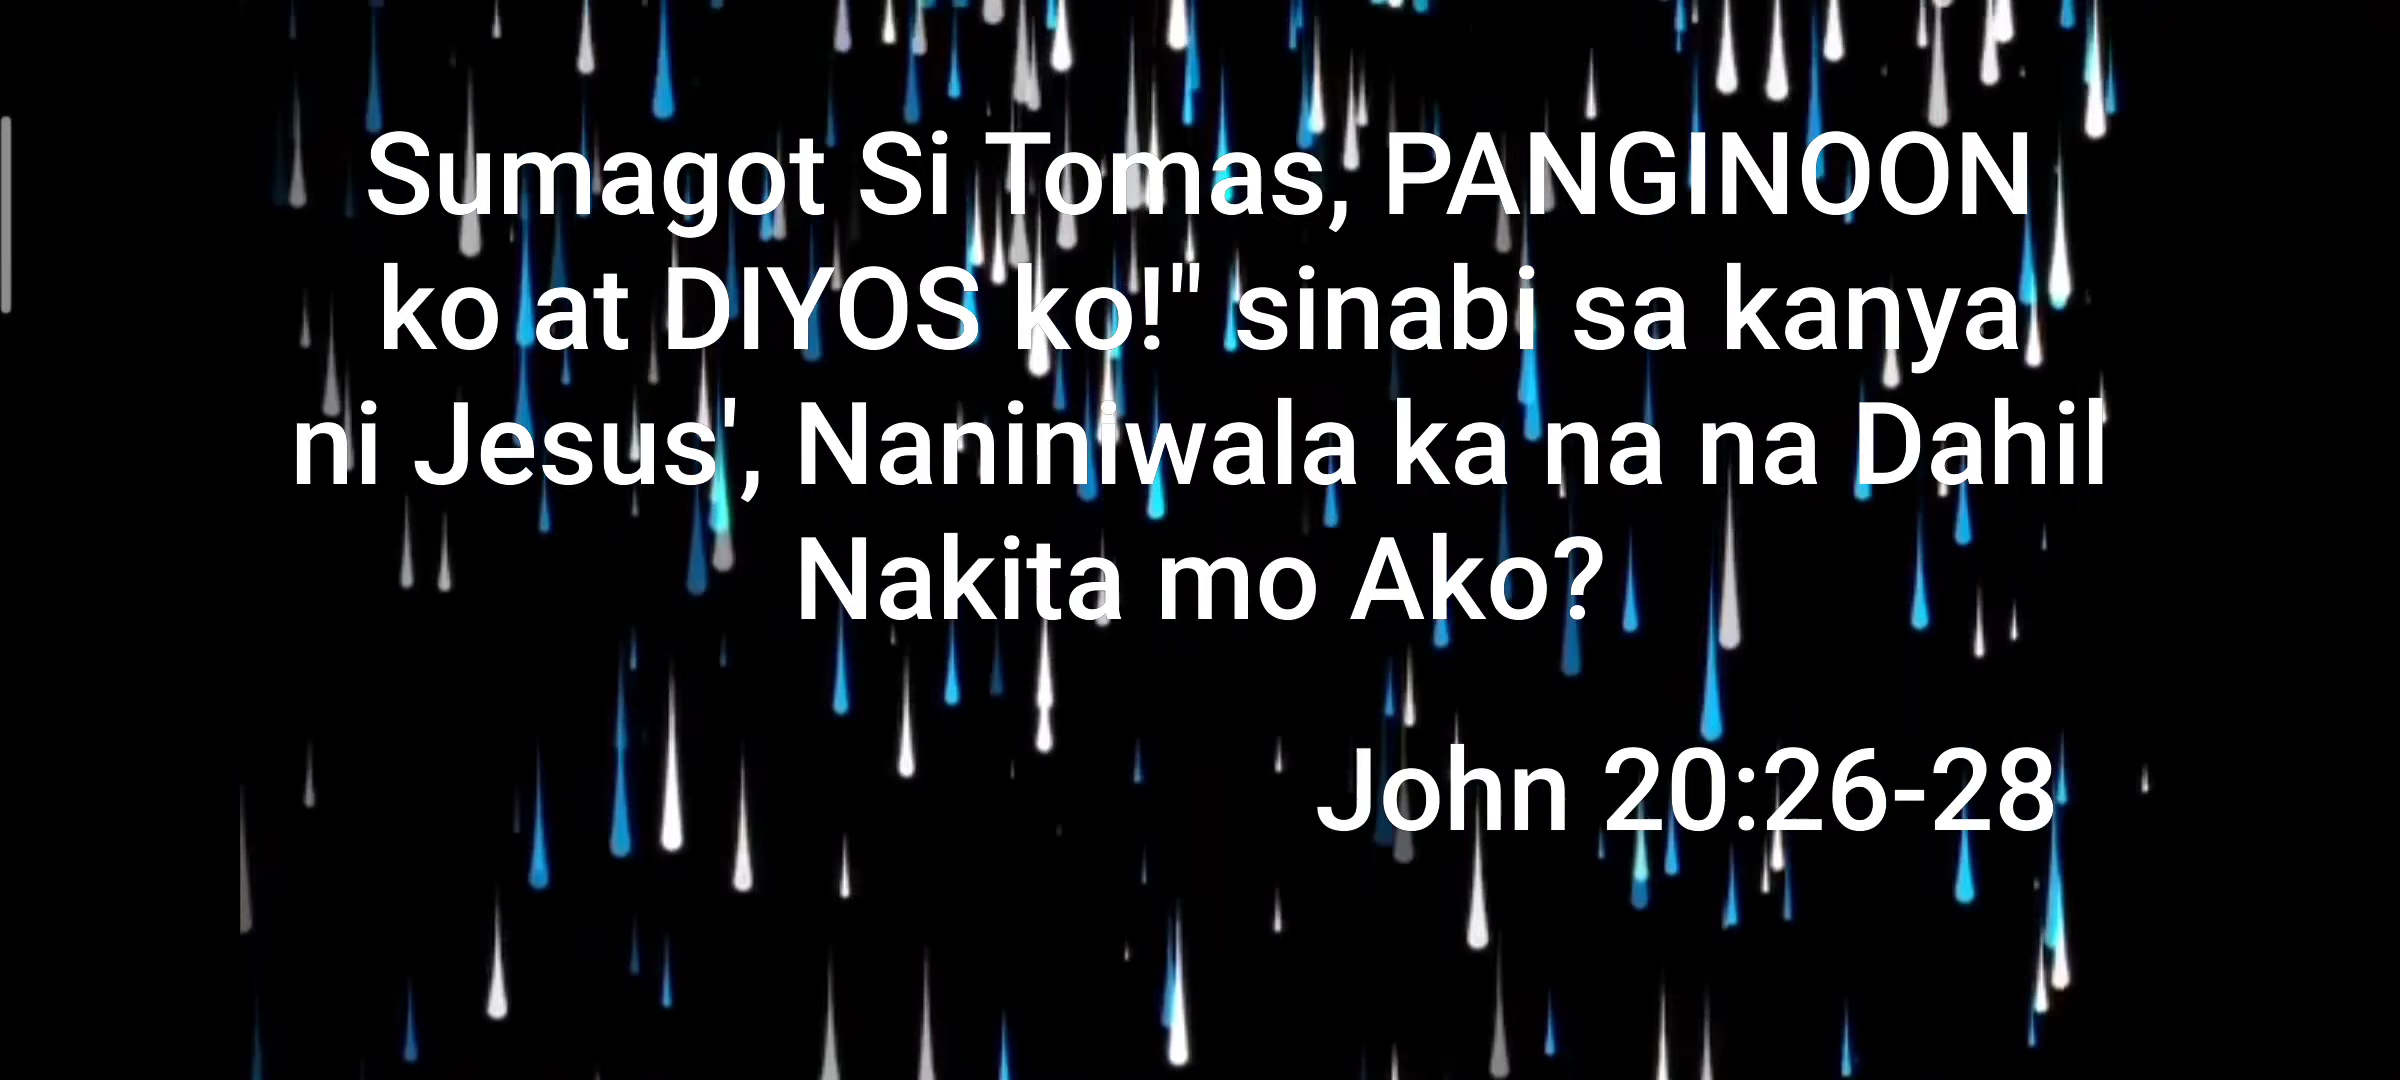 Sumagot Si Tomas, PANGINOON
ko at DIYOS ko!" sinabi sa kanya
ni Jesus', Naniniwala ka na na Dahil
Nakita mo Ako?
John 20:26-28